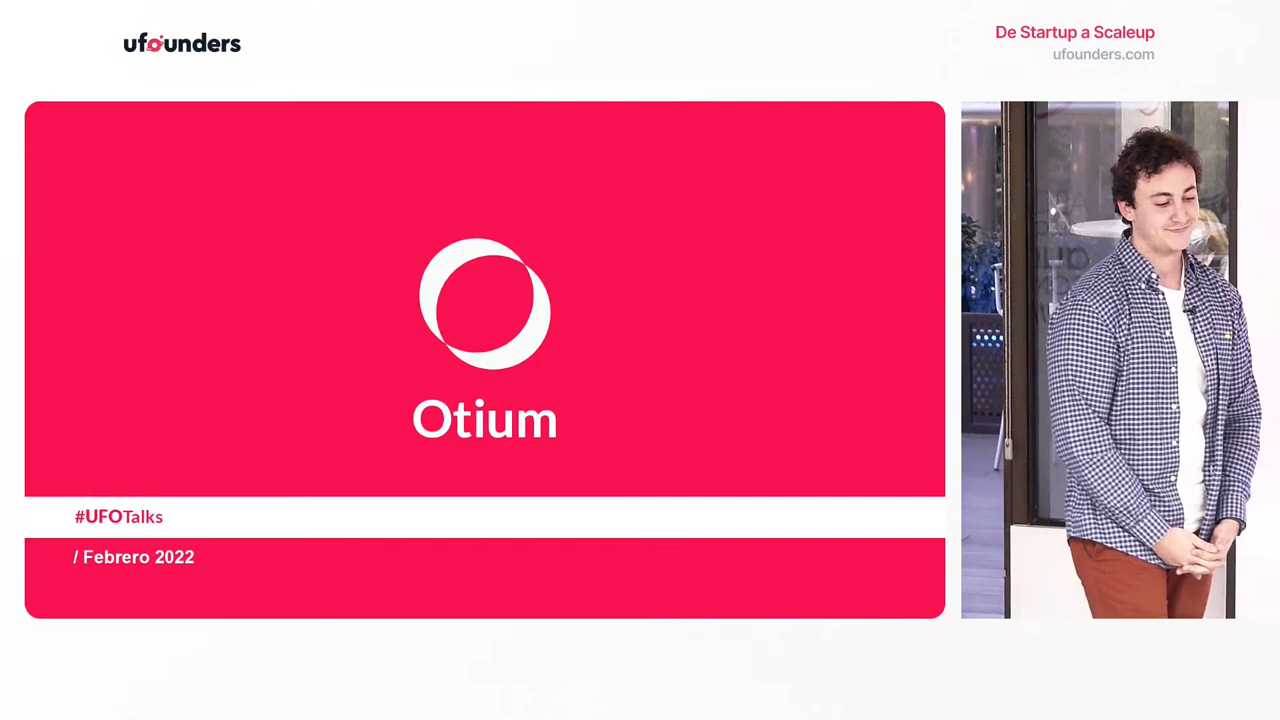 ufounders
De Startup a Scaleup
ufounders.com
Otium
#UFOTalks
/ Febrero 2022